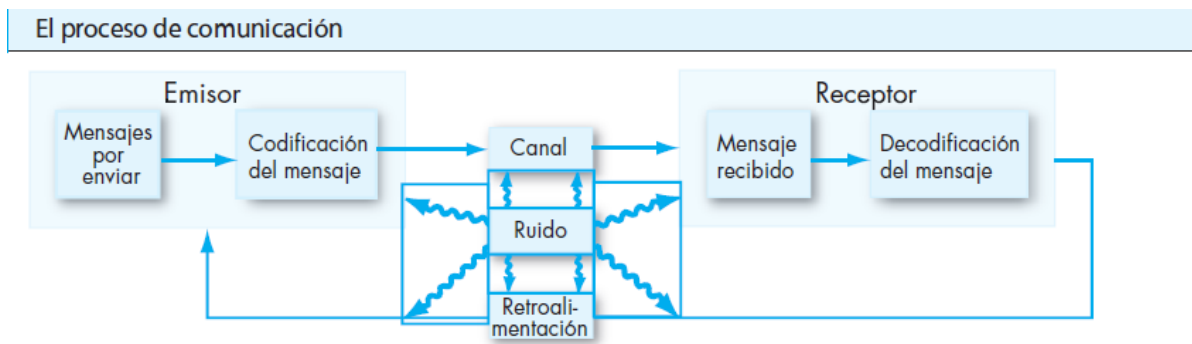 El proceso de comunicación
Emisor
Mensajes
por
enviar
Codificación
del mensaje
Canal
Ruido
Retroali-
mentación
Receptor
Mensaje
recibido
Decodificación
del mensaje